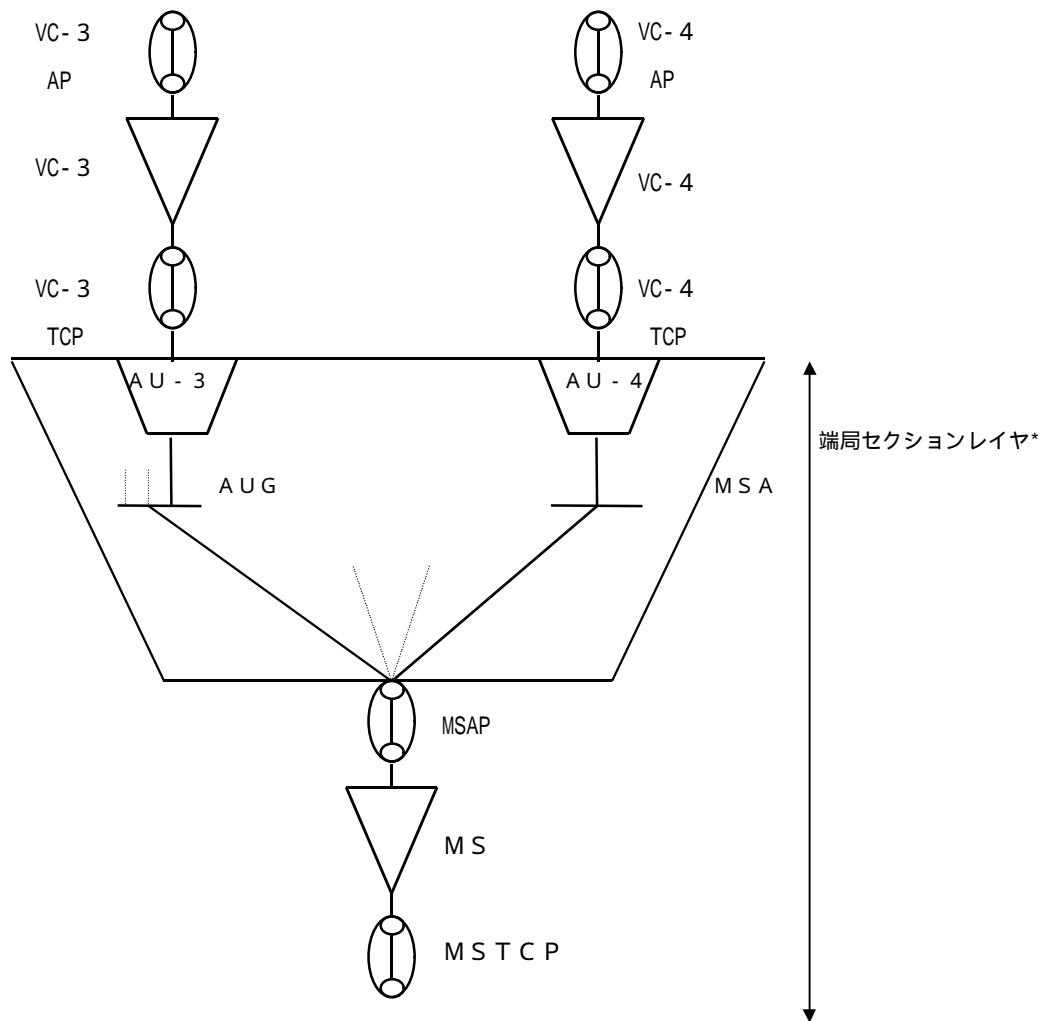 VC-3
AP
VC-4
AP
VC-3
VC-4
VC-3
TCP
VC-4
TCP
AU-3
AU-4
端局セクションレイヤ*
AUG
MSA
MSAP
MS
MSTCP